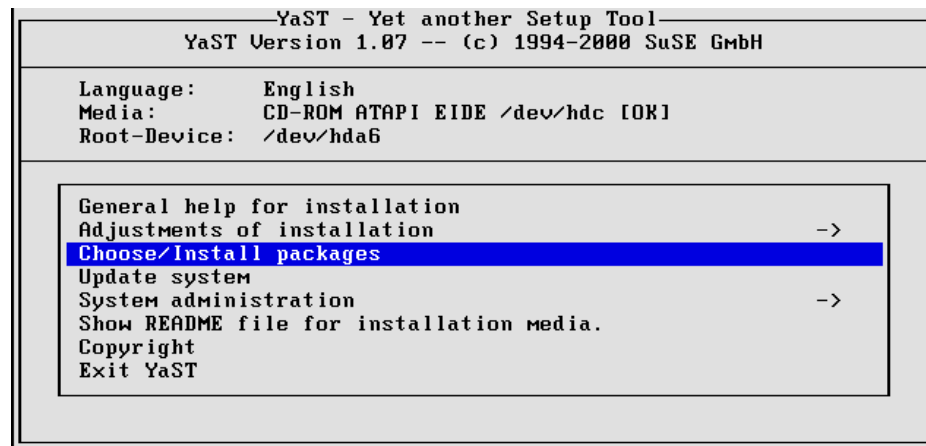 YaST - Yet another Setup Tool
YaST Version 1.07 -- (c) 1994-2000 SuSE GmbH
Language: English
Media: CD-ROM ATAPI EIDE /dev/hdc [OK]
Root-Device: /dev/hda6
General help for installation
Adjustments of installation ->
Choose/Install packages
Update system
System administration ->
Show README file for installation media.
Copyright
Exit YaST